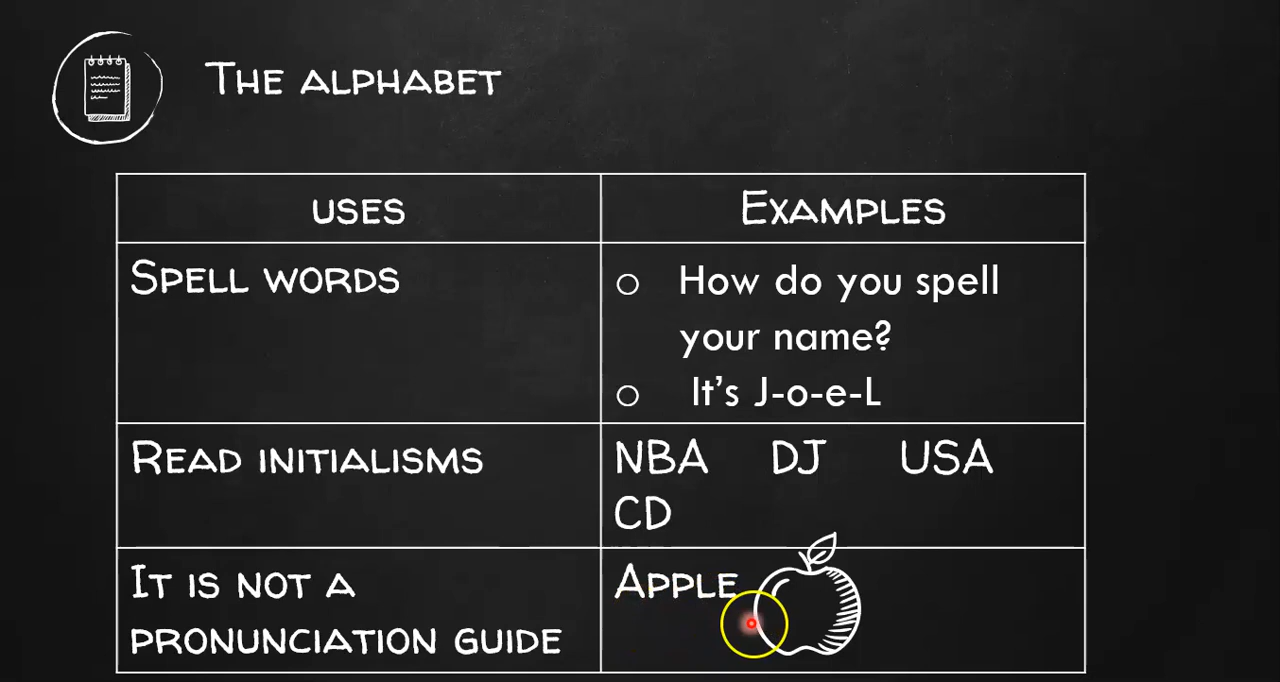 The alphabet
uses
Examples
Spell words
How do you spell
your name?
It's J-o-e-L
Read initialisms
NBA DJ USA
CD
It is not a
pronunciation guide
Apple